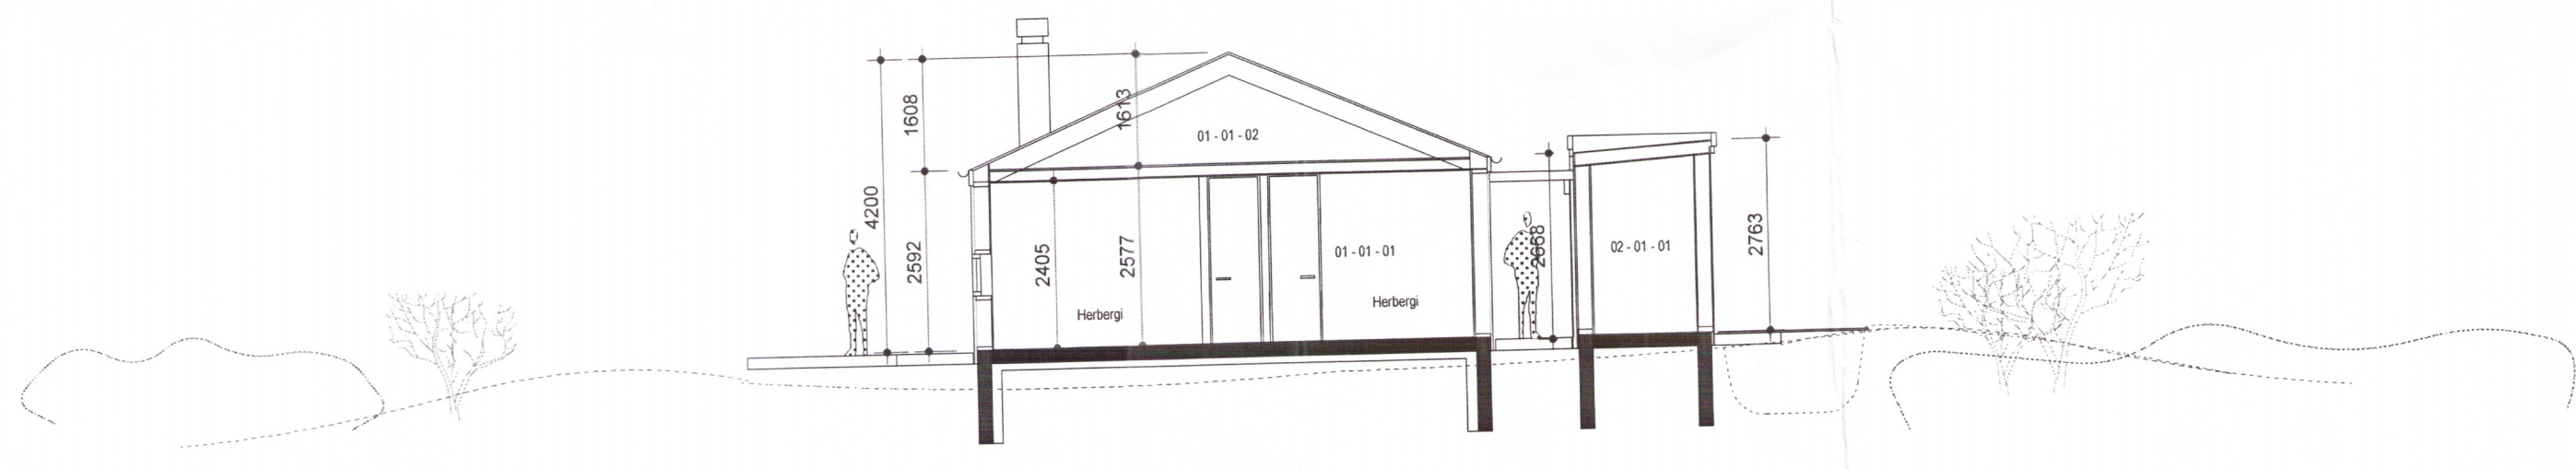 1608
1613
01 - 01 - 02
4200
2592
2405
2577
01 - 01 - 01
2668
02 - 01 - 01
2763
Herbergi
Herbergi